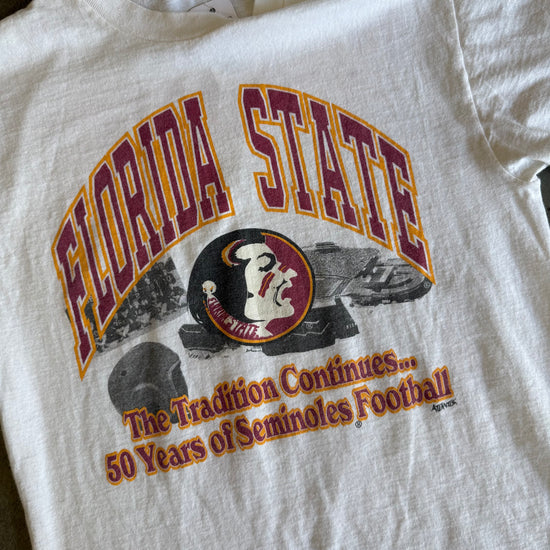 FLORIDA STATE
The Tradition Continues...
50 Years of Seminoles Football
®